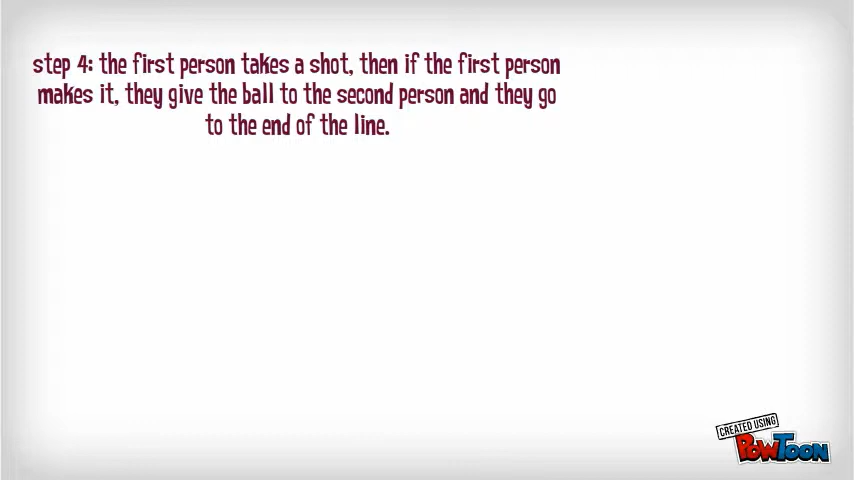 step 4: the first person takes a shot, then if the first person
makes it, they give the ball to the second person and they go
to the end of the line.
CREATED USING
POWTOON